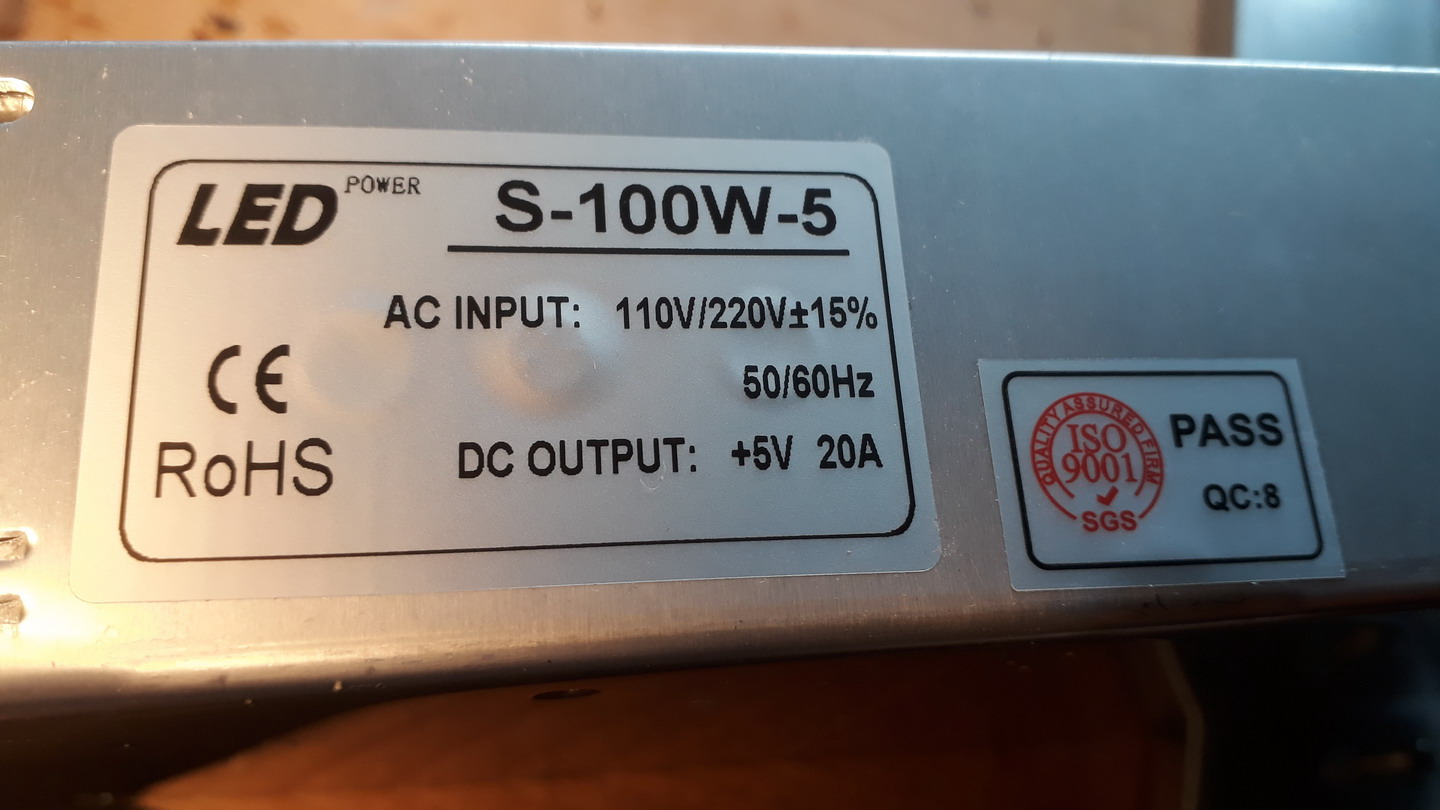 LED POWER S-100W-5
AC INPUT: 110V/220V±15%
50/60Hz
CE
RoHS
DC OUTPUT: +5V 20A
QUALITY ASSURED FIRM
ISO
9001
SGS
PASS
QC:8